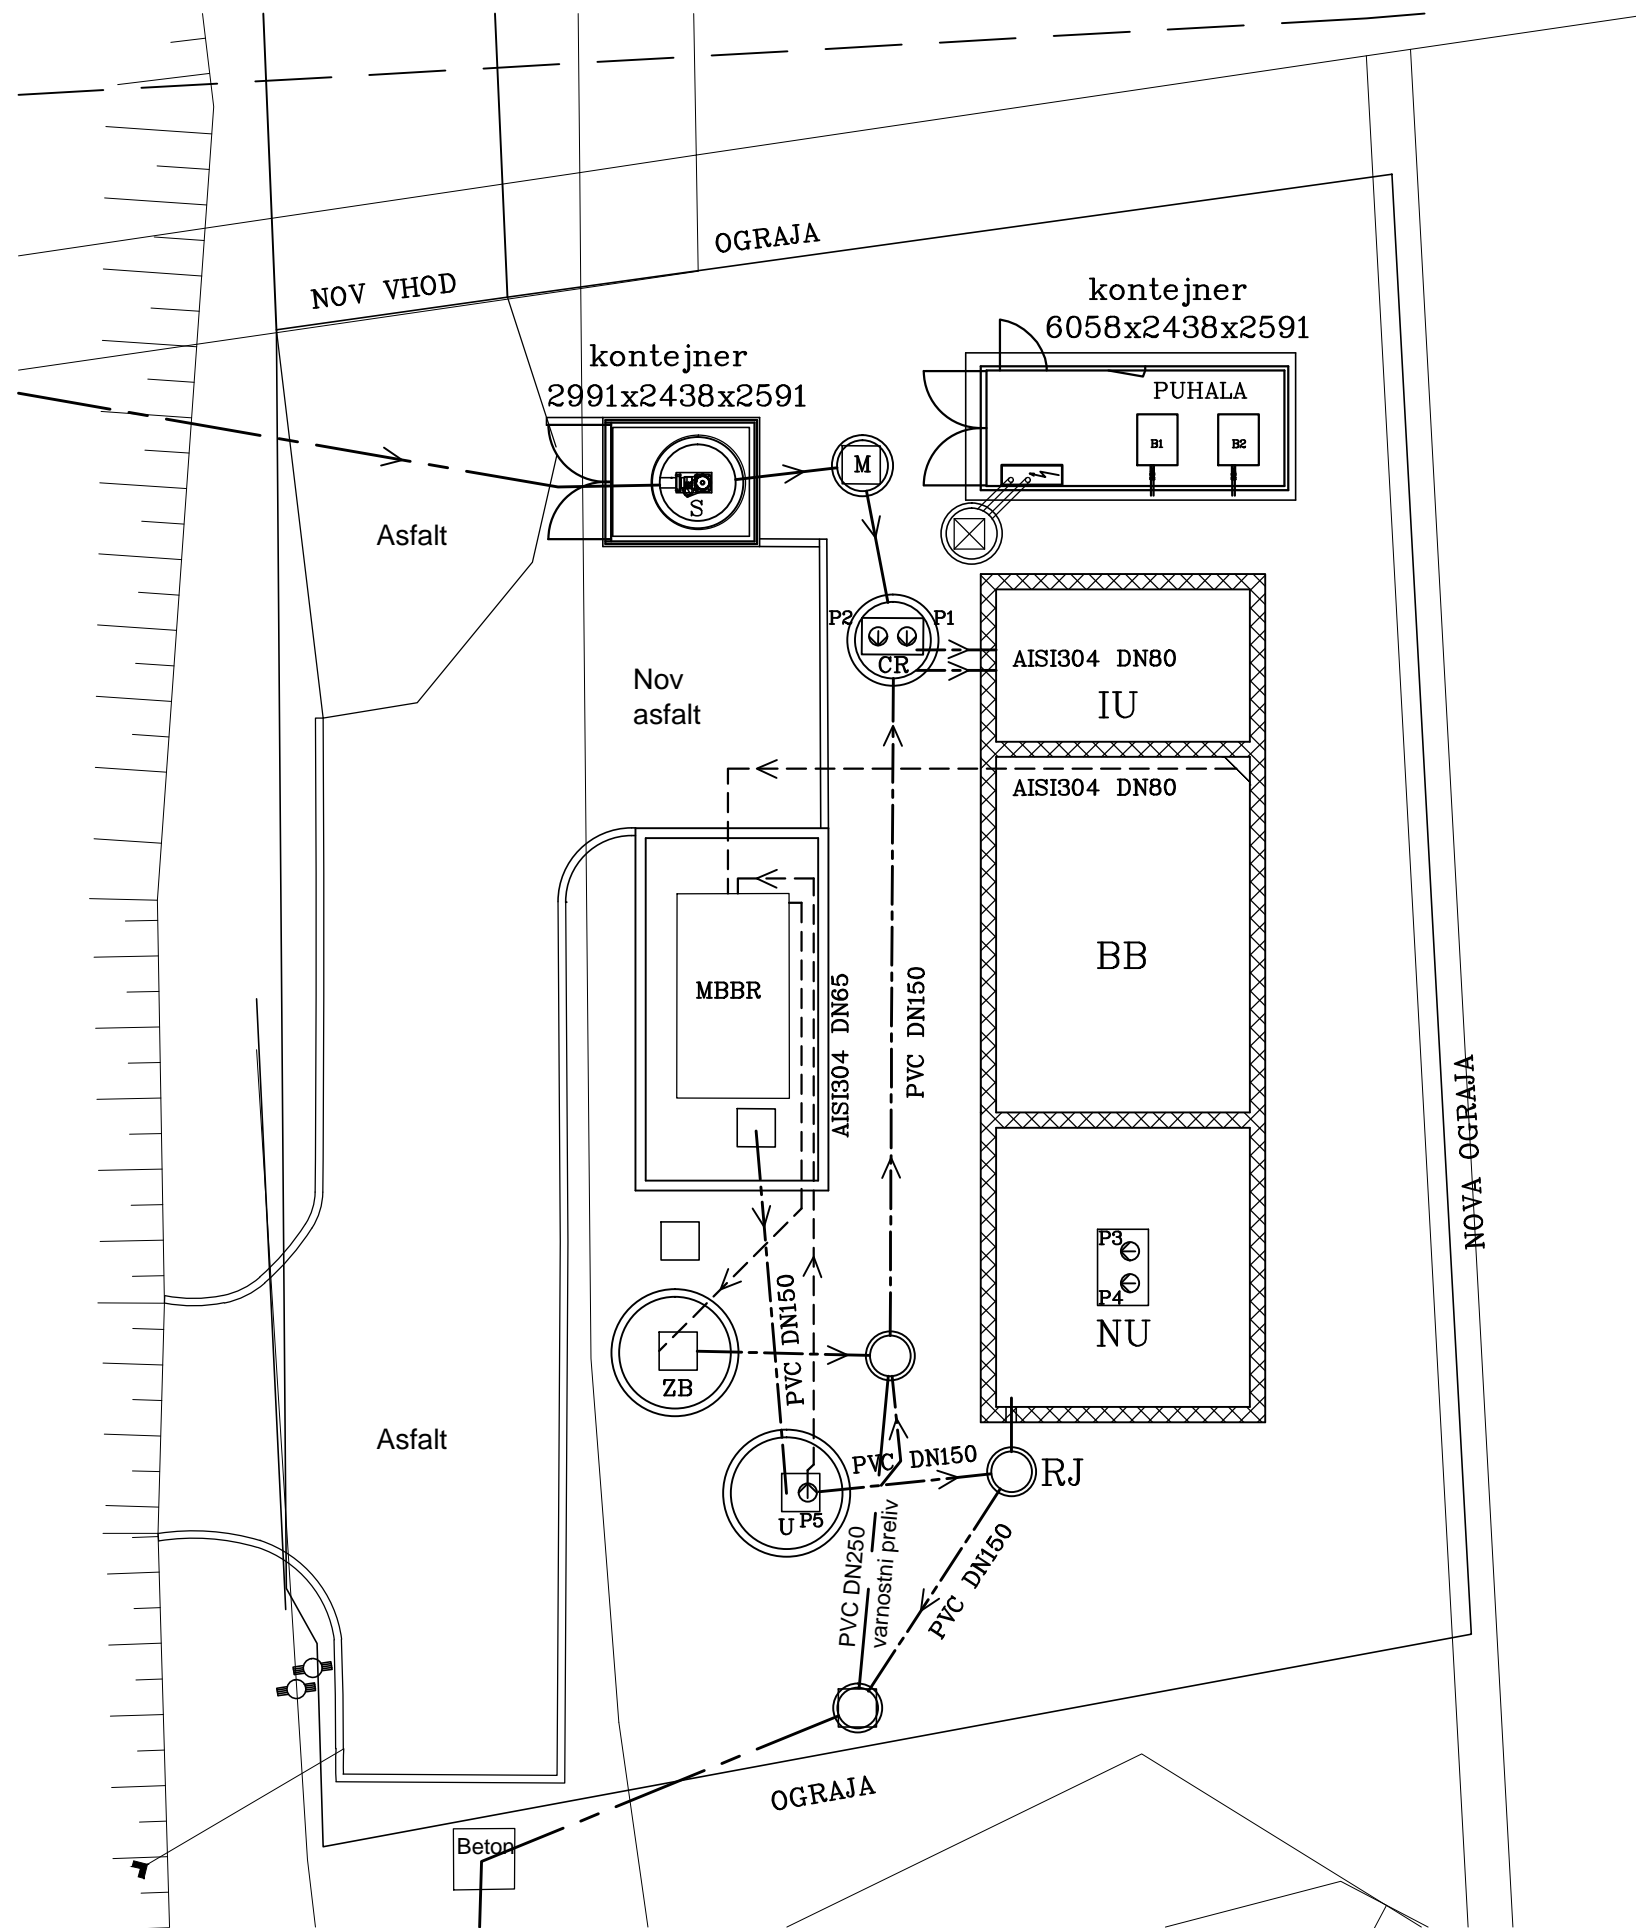 OGRAJA
NOV VHOD
kontejner
6058x2438x2591
kontejner
2991x2438x2591
PUHALA
B1
B2
M
S
Asfalt
P2
P1
CR
AISI304 DN80
IU
Nov
asfalt
AISI304 DN80
BB
MBBR
AISI304 DN65
PVC DN150
NOVA OGRAJA
P3
P4
NU
PVC DN150
ZB
Asfalt
PVC DN150
RJ
U
P5
PVC DN250
varnostni preliv
PVC DN150
OGRAJA
Beton